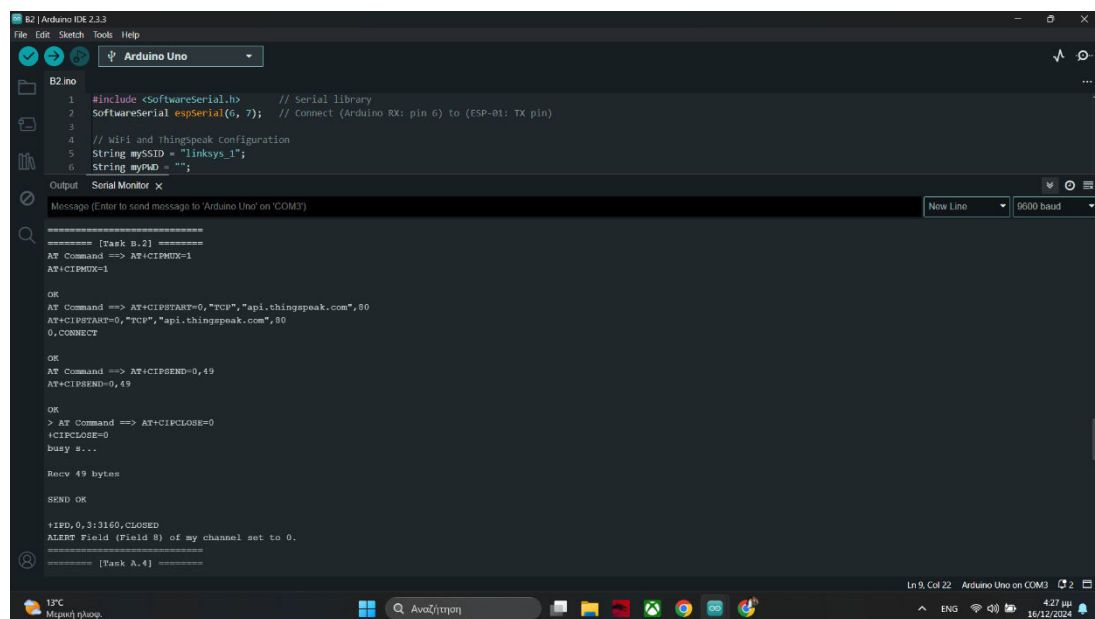 B2 | Arduino IDE 2.3.3
File Edit Sketch Tools Help
Arduino Uno
B2.ino
1 #include <SoftwareSerial.h> // Serial library
2 SoftwareSerial espSerial(6, 7); // Connect (Arduino RX: pin 6) to (ESP-01: TX pin)
3
4 // WiFi and ThingSpeak Configuration
5 String mySSID = "linksys_1";
6 String myPWD = "";
Output Serial Monitor
Message (Enter to send message to 'Arduino Uno' on 'COM3') New Line 9600 baud
============================
======== [Task B.2] ========
AT Command ==> AT+CIPMUX=1
AT+CIPMUX=1
OK
AT Command ==> AT+CIPSTART=0,"TCP","api.thingspeak.com",80
AT+CIPSTART=0,"TCP","api.thingspeak.com",80
0,CONNECT
OK
AT Command ==> AT+CIPSEND=0,49
AT+CIPSEND=0,49
OK
> AT Command ==> AT+CIPCLOSE=0
+CIPCLOSE=0
busy s...
Recv 49 bytes
SEND OK
+IPD,0,3:3160,CLOSED
ALERT Field (Field 8) of my channel set to 0.
============================
======== [Task A.4] ========
Ln 9, Col 22 Arduino Uno on COM3 2
13°C
Μερική ηλιοφ.
Αναζήτηση
ENG
4:27 μμ
16/12/2024